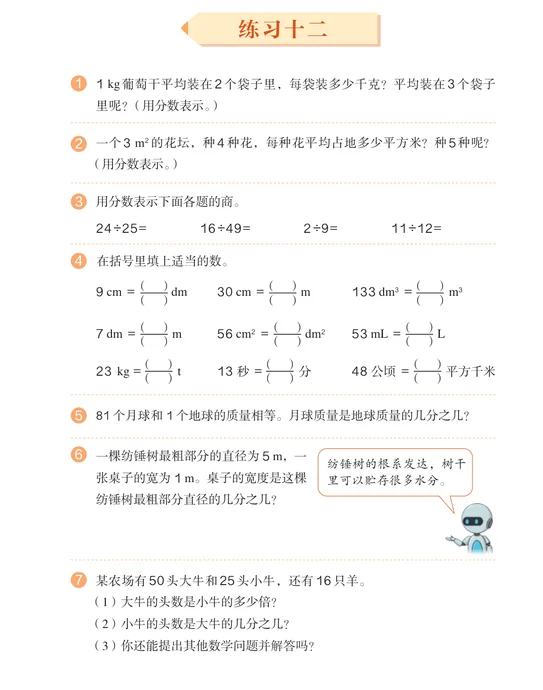 练习十二
1 1 kg葡萄干平均装在2个袋子里，每袋装多少千克？平均装在3个袋子
里呢？（用分数表示。）
2 一个3 m²的花坛，种4种花，每种花平均占地多少平方米？种5种呢？
（用分数表示。）
3 用分数表示下面各题的商。
24÷25= 16÷49= 2÷9= 11÷12=
4 在括号里填上适当的数。
9 cm = (  )/(  ) dm 30 cm = (  )/(  ) m 133 dm³ = (  )/(  ) m³
7 dm = (  )/(  ) m 56 cm² = (  )/(  ) dm² 53 mL = (  )/(  ) L
23 kg = (  )/(  ) t 13 秒 = (  )/(  ) 分 48 公顷 = (  )/(  ) 平方千米
5 81个月球和1个地球的质量相等。月球质量是地球质量的几分之几？
6 一棵纺锤树最粗部分的直径为5 m，一
张桌子的宽为1 m。桌子的宽度是这棵
纺锤树最粗部分直径的几分之几？
纺锤树的根系发达，树干
里可以贮存很多水分。
7 某农场有50头大牛和25头小牛，还有16只羊。
（1）大牛的头数是小牛的多少倍？
（2）小牛的头数是大牛的几分之几？
（3）你还能提出其他数学问题并解答吗？